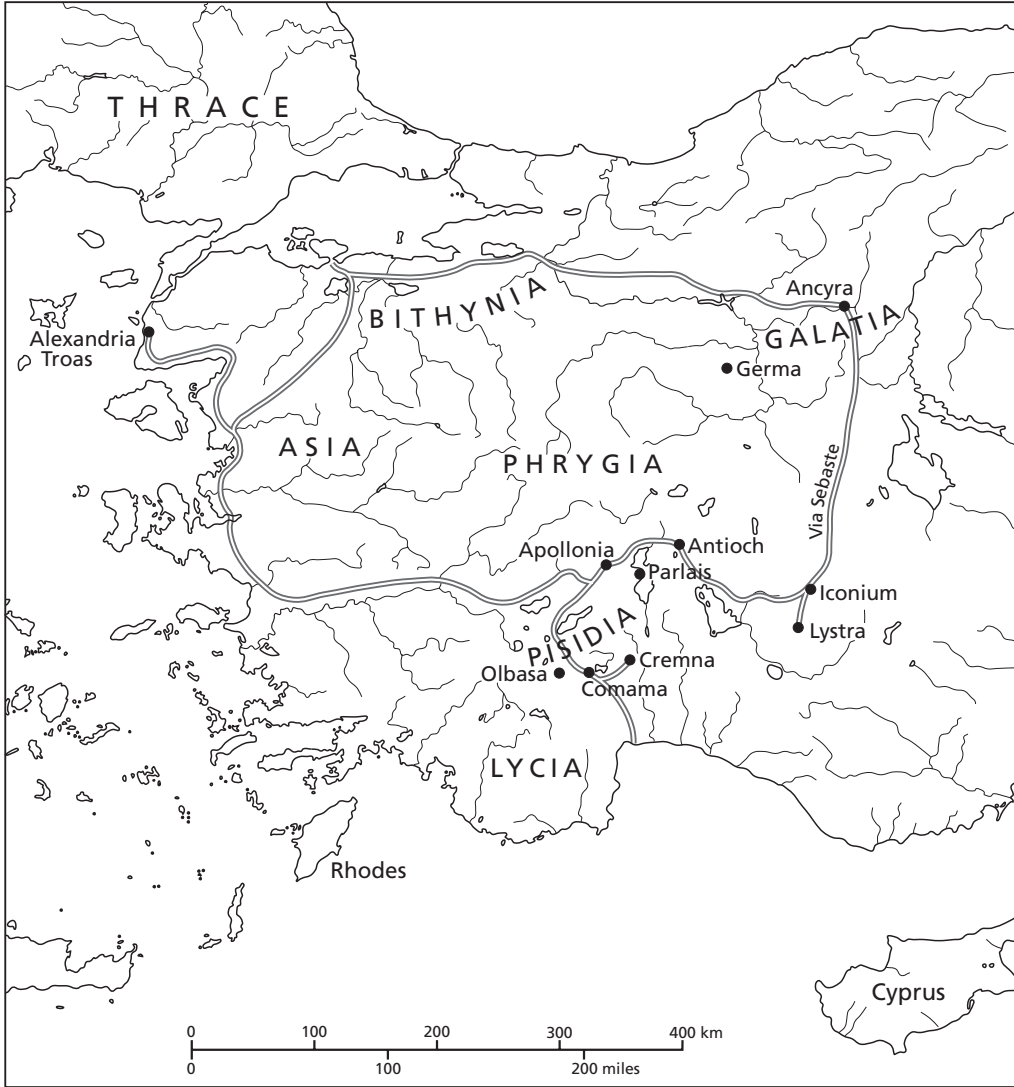 THRACE
Ancyra
BITHYNIA
GALATIA
Alexandria
Troas
Germa
ASIA
PHRYGIA
Via Sebaste
Apollonia
Antioch
Parlais
Iconium
Lystra
PISIDIA
Cremna
Olbasa
Comama
LYCIA
Rhodes
Cyprus
0 100 200 300 400 km
0 100 200 miles